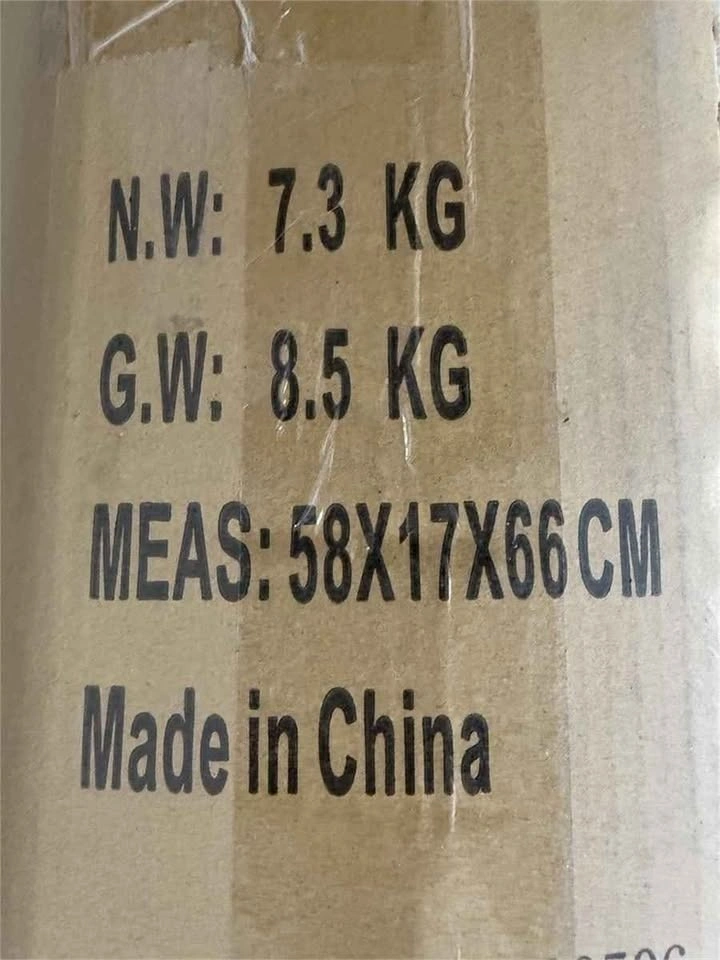 N.W: 7.3 KG
G.W: 8.5 KG
MEAS: 58X17X66 CM
Made in China